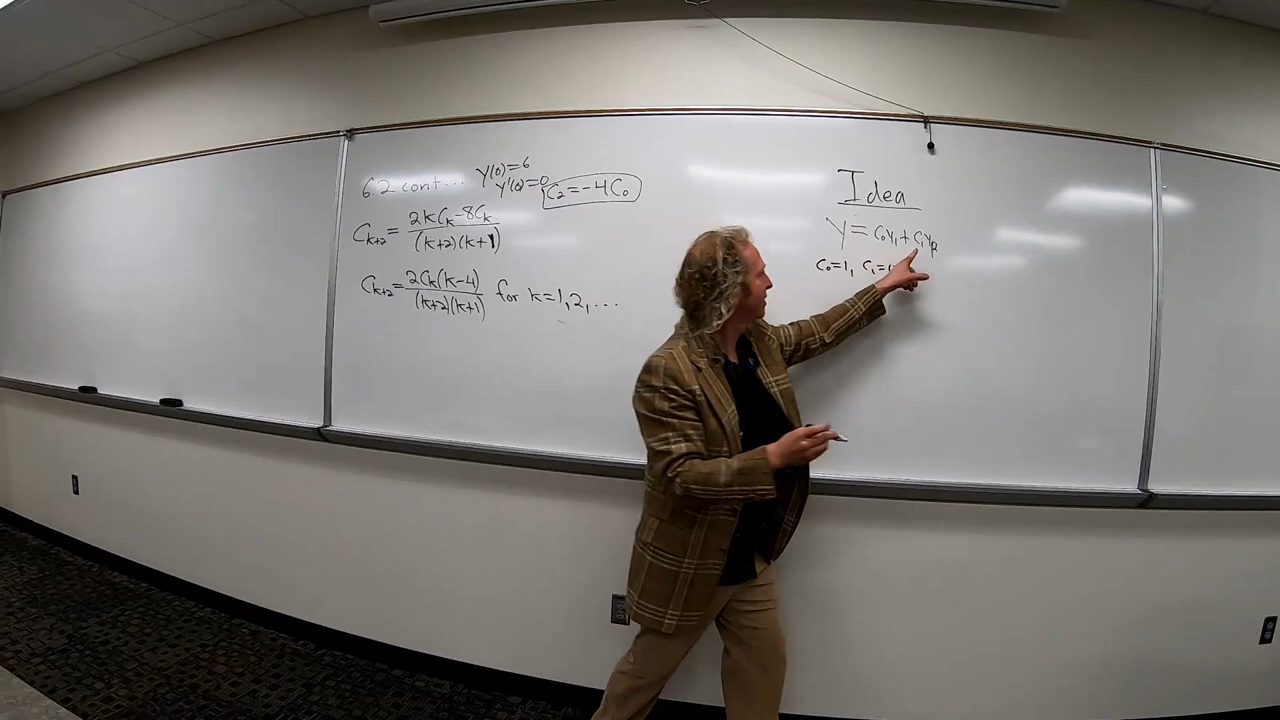 6.2 cont... y(0)=6
y'(0)=0 C₂=-4C₀
Cₖ₊₂ = (2kCₖ-8Cₖ)/((k+2)(k+1))
Cₖ₊₂ = 2Cₖ(k-4)/((k+2)(k+1)) for k=1,2,...
Idea
y = C₀y₁+C₁y₂
C₀=1, C₁=